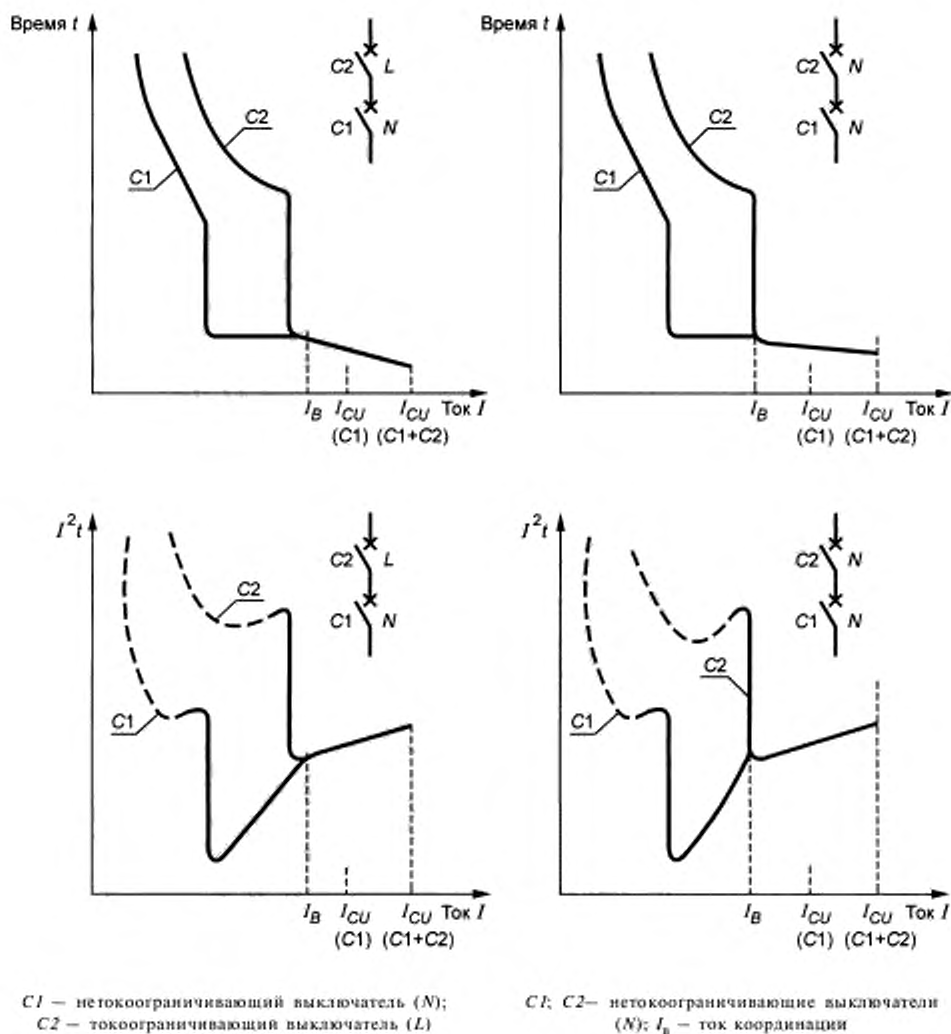 Время t
C2 L
C1 N
C2
C1
I_B I_CU I_CU Ток I
(C1) (C1+C2)
Время t
C2 N
C1 N
C2
C1
I_B I_CU I_CU Ток I
(C1) (C1+C2)
I²t
C2 L
C1 N
C2
C1
I_B I_CU I_CU Ток I
(C1) (C1+C2)
I²t
C2 N
C1 N
C2
C1
I_B I_CU I_CU Ток I
(C1) (C1+C2)
C1 — нетокоограничивающий выключатель (N);
C2 — токоограничивающий выключатель (L)
C1; C2— нетокоограничивающие выключатели
(N); I_B — ток координации